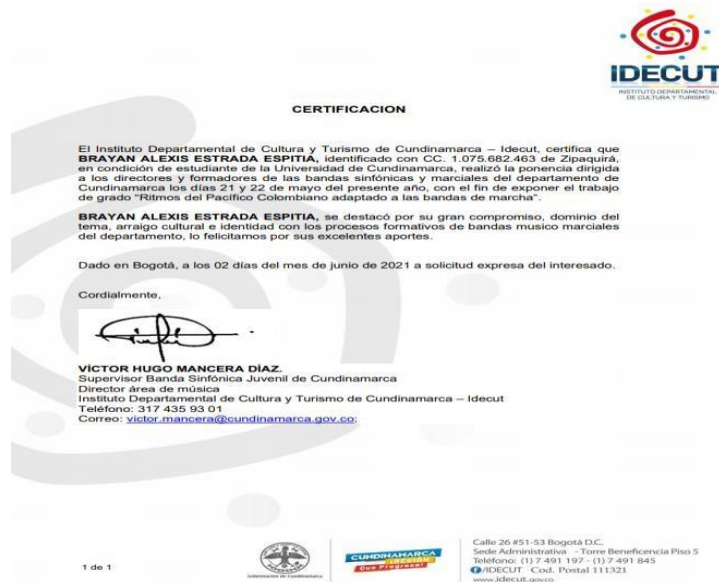 IDECUT
INSTITUTO DEPARTAMENTAL
DE CULTURA Y TURISMO
CERTIFICACION
El Instituto Departamental de Cultura y Turismo de Cundinamarca – Idecut, certifica que
BRAYAN ALEXIS ESTRADA ESPITIA, identificado con CC. 1.075.682.463 de Zipaquirá,
en condición de estudiante de la Universidad de Cundinamarca, realizó la ponencia dirigida
a los directores y formadores de las bandas sinfónicas y marciales del departamento de
Cundinamarca los días 21 y 22 de mayo del presente año, con el fin de exponer el trabajo
de grado "Ritmos del Pacífico Colombiano adaptado a las bandas de marcha".
BRAYAN ALEXIS ESTRADA ESPITIA, se destacó por su gran compromiso, dominio del
tema, arraigo cultural e identidad con los procesos formativos de bandas musico marciales
del departamento, lo felicitamos por sus excelentes aportes.
Dado en Bogotá, a los 02 días del mes de junio de 2021 a solicitud expresa del interesado.
Cordialmente,
VÍCTOR HUGO MANCERA DÍAZ.
Supervisor Banda Sinfónica Juvenil de Cundinamarca
Director área de música
Instituto Departamental de Cultura y Turismo de Cundinamarca – Idecut
Teléfono: 317 435 93 01
Correo: victor.mancera@cundinamarca.gov.co;
1 de 1
Gobernación de Cundinamarca
CUNDINAMARCA
¡REGIÓN
Que Progresa!
Calle 26 #51-53 Bogotá D.C.
Sede Administrativa - Torre Beneficencia Piso 5
Teléfono: (1) 7 491 197 - (1) 7 491 845
/IDECUT Cod. Postal 111321
www.idecut.gov.co